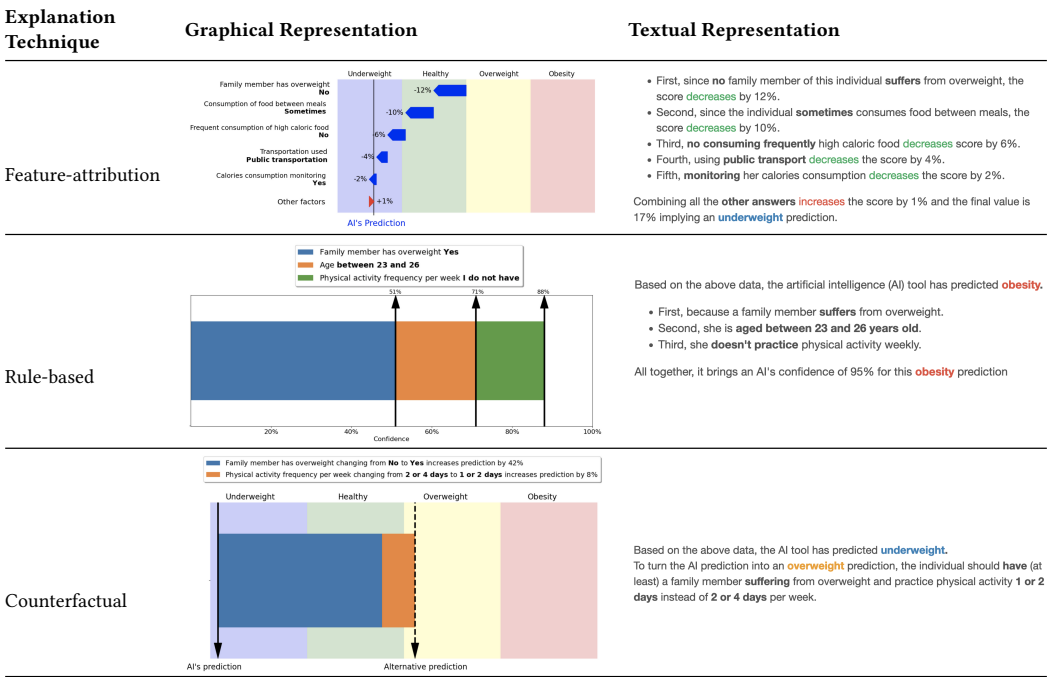 Explanation
Technique
Graphical Representation
Textual Representation
Feature-attribution
Underweight Healthy Overweight Obesity
Family member has overweight
No
-12%
Consumption of food between meals
Sometimes
-10%
Frequent consumption of high caloric food
No
-6%
Transportation used
Public transportation
-4%
Calories consumption monitoring
Yes
-2%
Other factors
+1%
AI's Prediction
• First, since no family member of this individual suffers from overweight, the
score decreases by 12%.
• Second, since the individual sometimes consumes food between meals, the
score decreases by 10%.
• Third, no consuming frequently high caloric food decreases score by 6%.
• Fourth, using public transport decreases the score by 4%.
• Fifth, monitoring her calories consumption decreases the score by 2%.
Combining all the other answers increases the score by 1% and the final value is
17% implying an underweight prediction.
Rule-based
Family member has overweight Yes
Age between 23 and 26
Physical activity frequency per week I do not have
51% 71% 88%
20% 40% 60% 80% 100%
Confidence
Based on the above data, the artificial intelligence (AI) tool has predicted obesity.
• First, because a family member suffers from overweight.
• Second, she is aged between 23 and 26 years old.
• Third, she doesn't practice physical activity weekly.
All together, it brings an AI's confidence of 95% for this obesity prediction
Counterfactual
Family member has overweight changing from No to Yes increases prediction by 42%
Physical activity frequency per week changing from 2 or 4 days to 1 or 2 days increases prediction by 8%
Underweight Healthy Overweight Obesity
AI's prediction Alternative prediction
Based on the above data, the AI tool has predicted underweight.
To turn the AI prediction into an overweight prediction, the individual should have (at
least) a family member suffering from overweight and practice physical activity 1 or 2
days instead of 2 or 4 days per week.